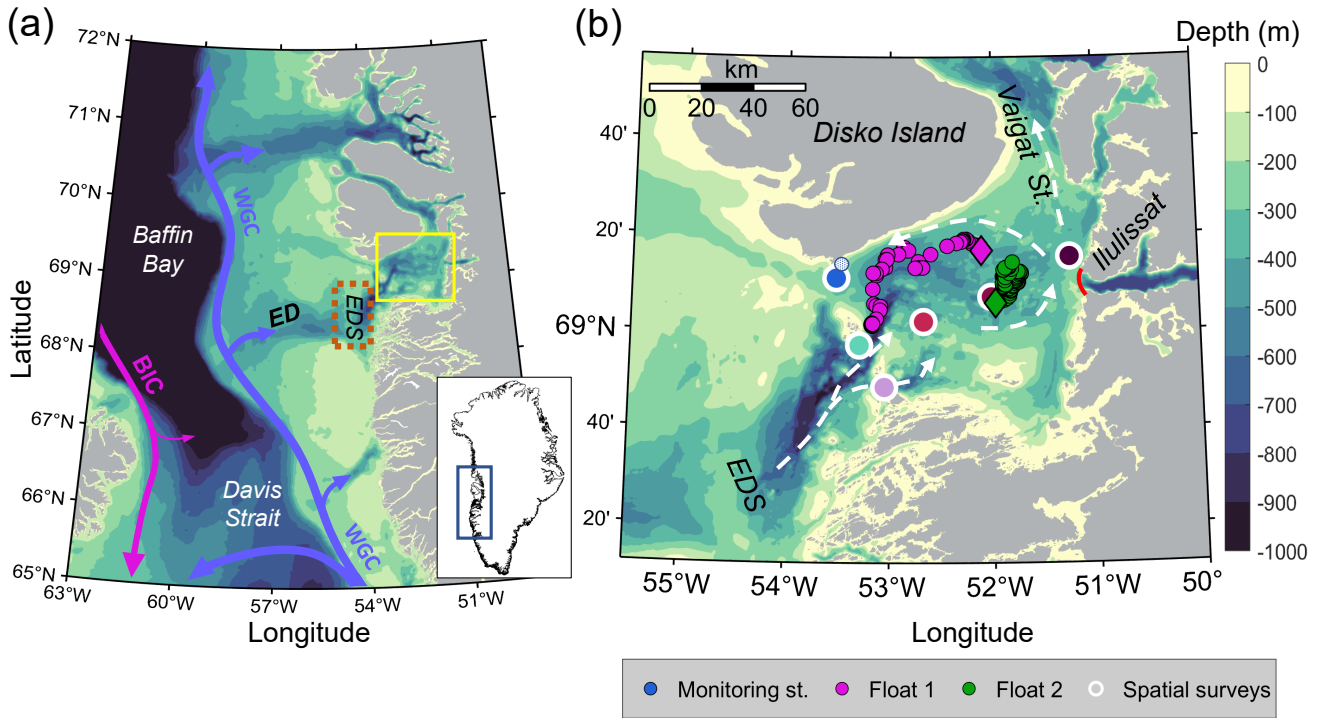 (a)
72°N
71°N
70°N
69°N
68°N
67°N
66°N
65°N
Latitude
63°W
60°W
57°W
54°W
51°W
Longitude
Baffin
Bay
WGC
ED
EDS
BIC
Davis
Strait
WGC
(b)
Depth (m)
km
0 20 40 60
Disko Island
Vaigat St.
Ilulissat
EDS
40'
20'
69°N
40'
20'
55°W
54°W
53°W
52°W
51°W
50°
Longitude
0
-100
-200
-300
-400
-500
-600
-700
-800
-900
-1000
Monitoring st. Float 1 Float 2 Spatial surveys